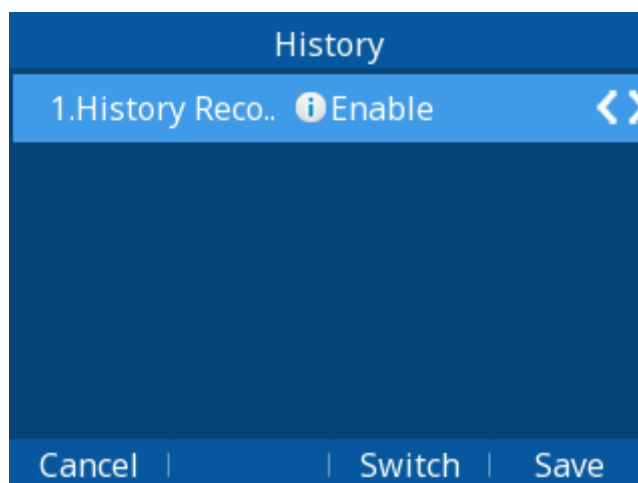 History
1.History Reco.. Enable
Cancel | | Switch | Save